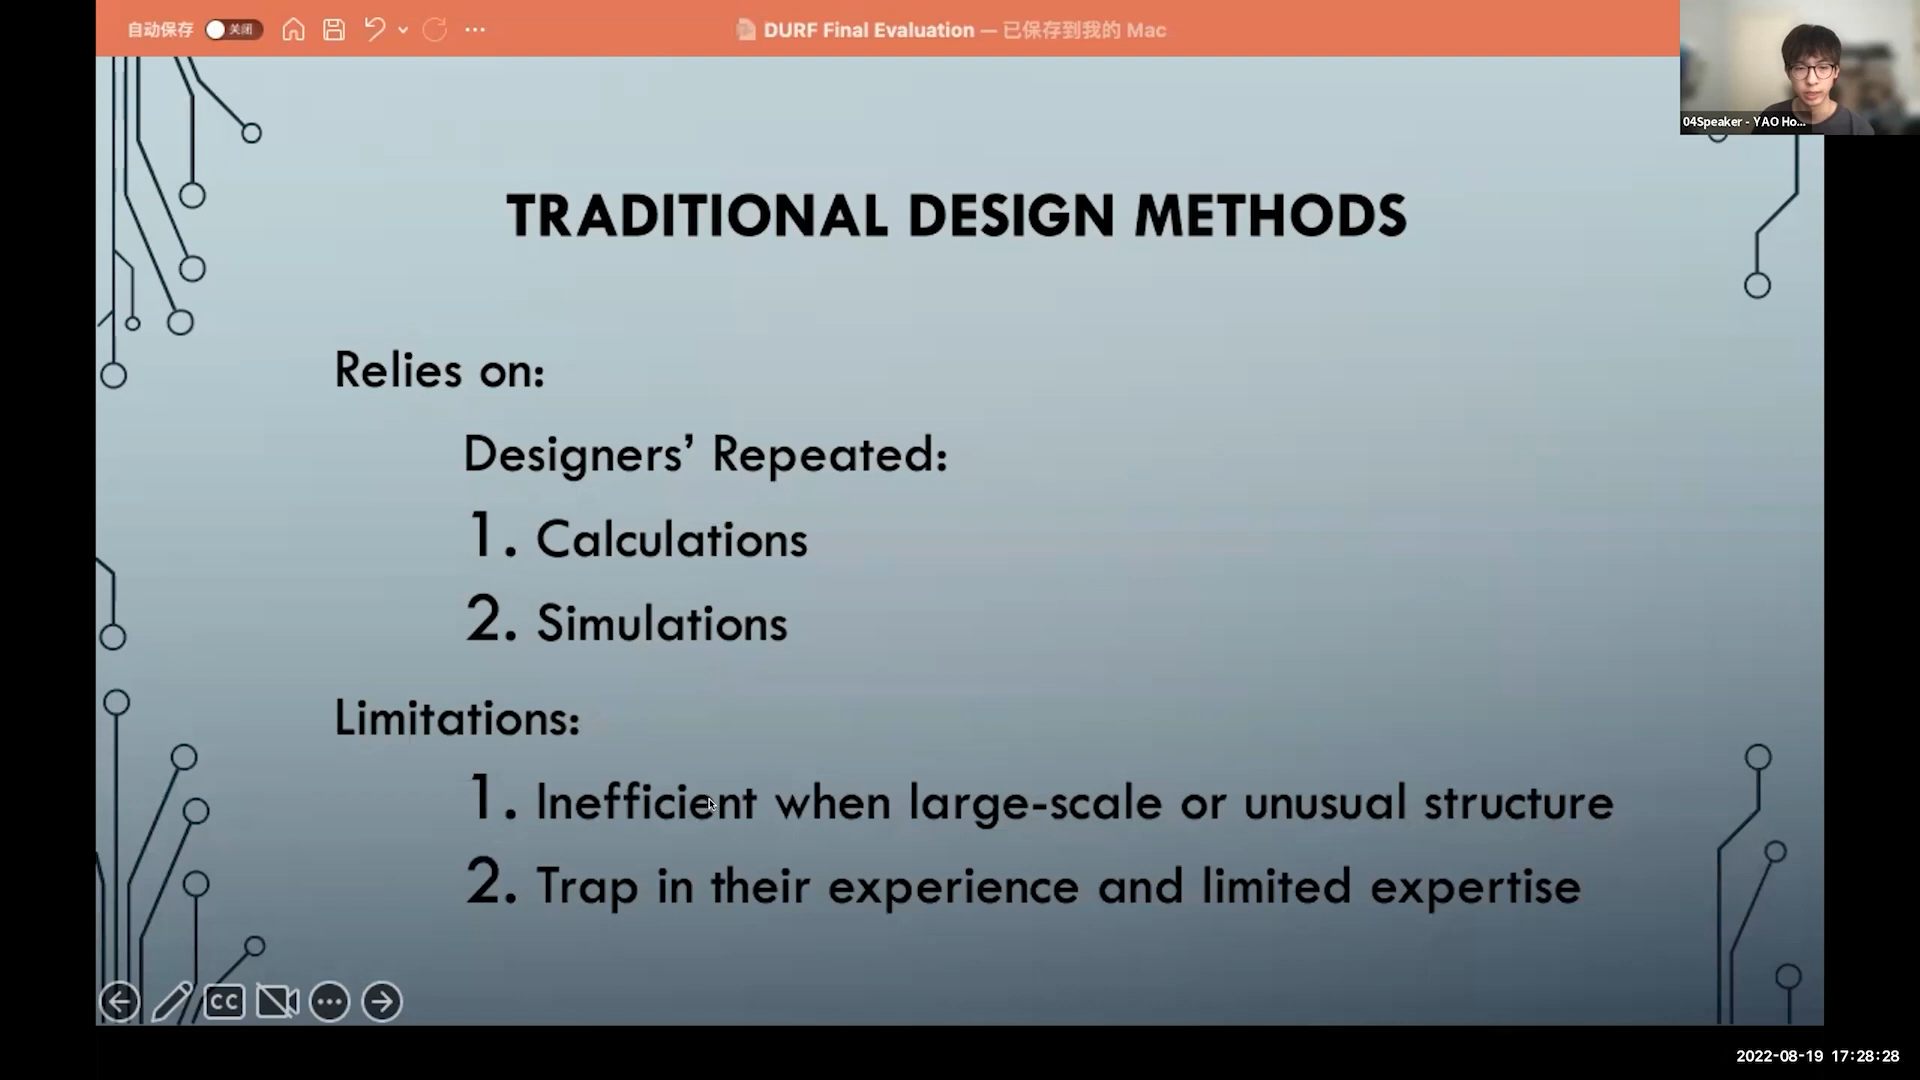 自动保存 关闭
DURF Final Evaluation — 已保存到我的 Mac
04Speaker - YAO Ho...
TRADITIONAL DESIGN METHODS
Relies on:
Designers’ Repeated:
1. Calculations
2. Simulations
Limitations:
1. Inefficient when large-scale or unusual structure
2. Trap in their experience and limited expertise
CC
2022-08-19 17:28:28